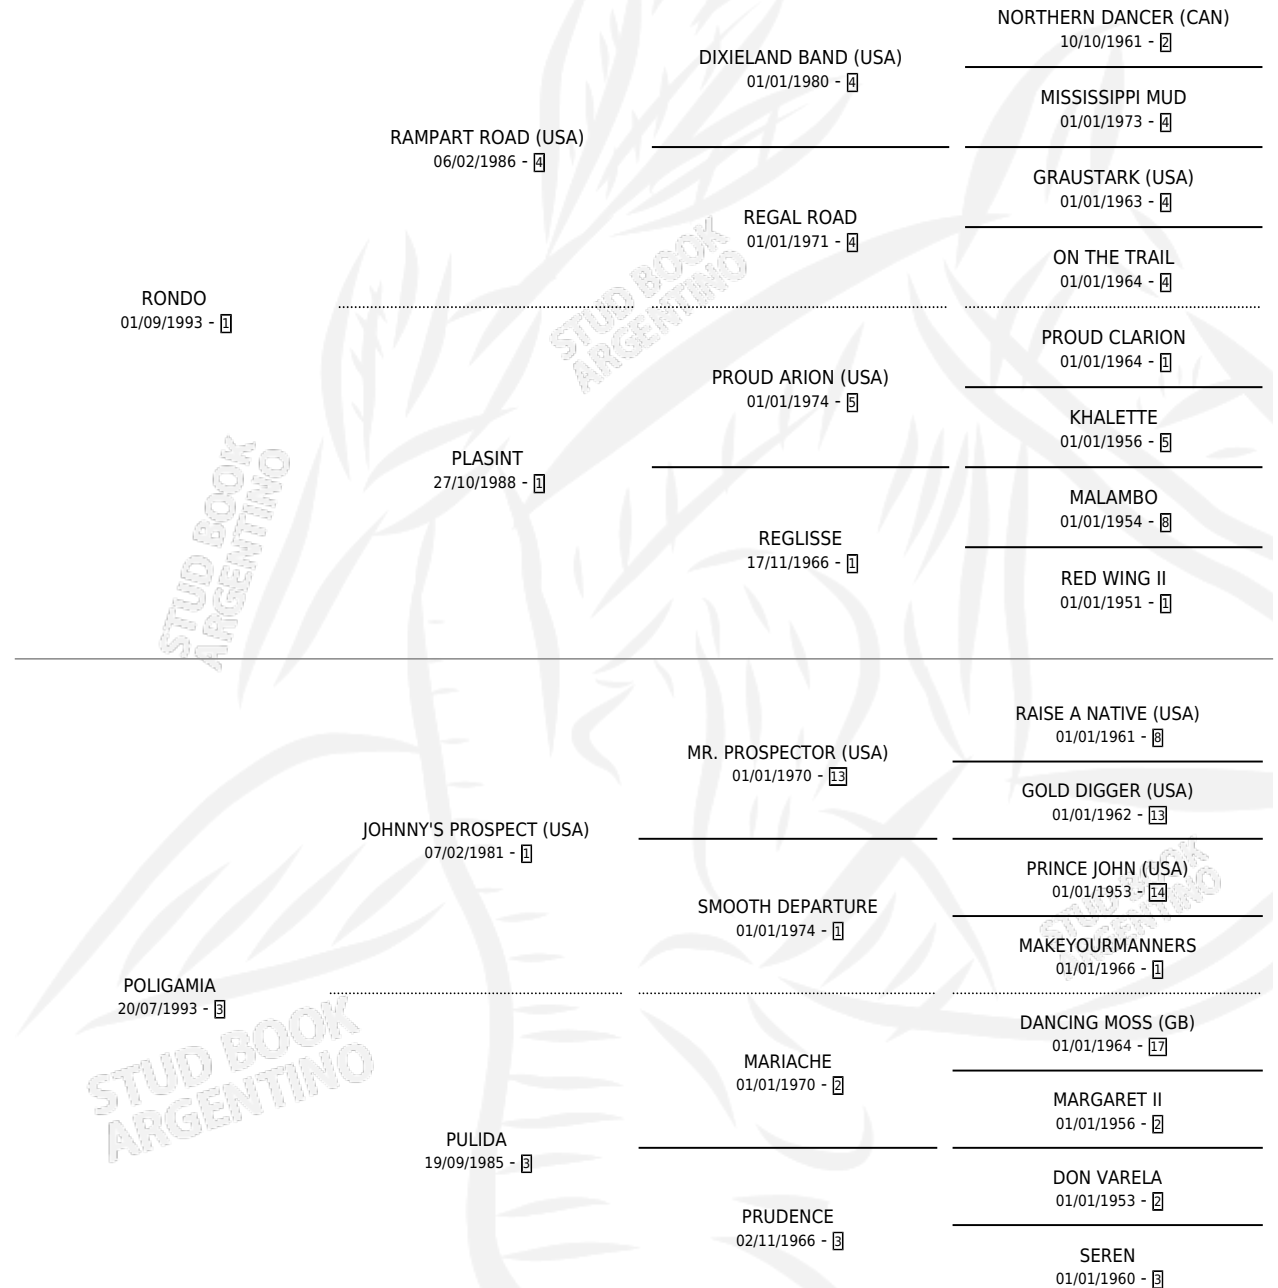 NORTHERN DANCER (CAN)
10/10/1961 - 2
DIXIELAND BAND (USA)
01/01/1980 - 4
MISSISSIPPI MUD
01/01/1973 - 4
RAMPART ROAD (USA)
06/02/1986 - 4
GRAUSTARK (USA)
01/01/1963 - 4
REGAL ROAD
01/01/1971 - 4
ON THE TRAIL
01/01/1964 - 4
RONDO
01/09/1993 - 1
STUD BOOK
ARGENTINO
PROUD CLARION
01/01/1964 - 1
PROUD ARION (USA)
01/01/1974 - 5
KHALETTE
01/01/1956 - 5
PLASINT
27/10/1988 - 1
MALAMBO
01/01/1954 - 8
REGLISSE
17/11/1966 - 1
RED WING II
01/01/1951 - 1
STUD BOOK
ARGENTINO
RAISE A NATIVE (USA)
01/01/1961 - 8
MR. PROSPECTOR (USA)
01/01/1970 - 13
GOLD DIGGER (USA)
01/01/1962 - 13
JOHNNY'S PROSPECT (USA)
07/02/1981 - 1
PRINCE JOHN (USA)
01/01/1953 - 14
SMOOTH DEPARTURE
01/01/1974 - 1
STUD BOOK
ARGENTINO
MAKEYOURMANNERS
01/01/1966 - 1
POLIGAMIA
20/07/1993 - 3
DANCING MOSS (GB)
01/01/1964 - 17
MARIACHE
01/01/1970 - 2
STUD BOOK
ARGENTINO
MARGARET II
01/01/1956 - 2
PULIDA
19/09/1985 - 3
DON VARELA
01/01/1953 - 2
PRUDENCE
02/11/1966 - 3
SEREN
01/01/1960 - 3